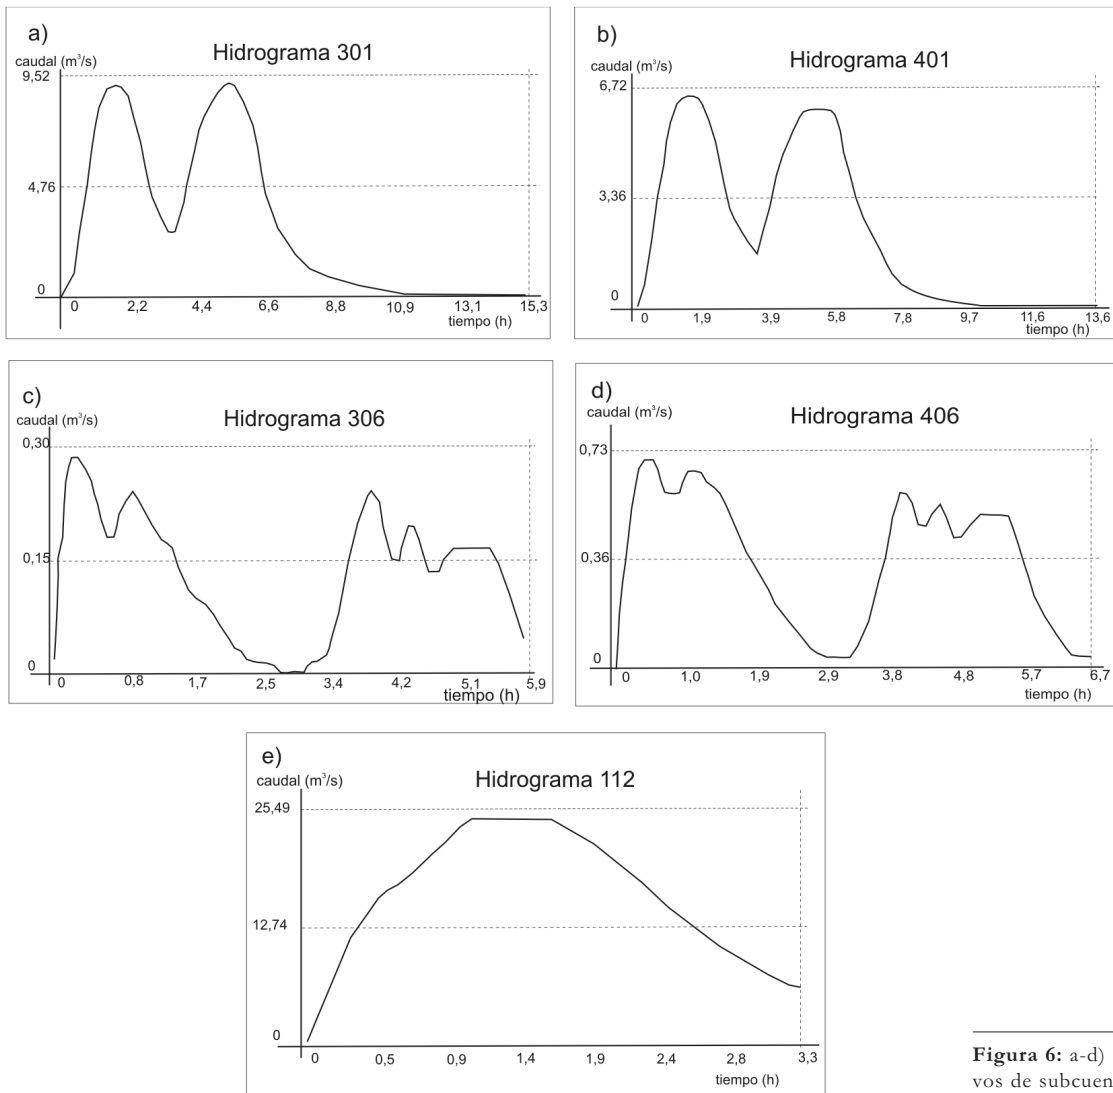 a)
Hidrograma 301
caudal (m³/s)
9,52
4,76
0
0 2,2 4,4 6,6 8,8 10,9 13,1 15,3
tiempo (h)
b)
Hidrograma 401
caudal (m³/s)
6,72
3,36
0
0 1,9 3,9 5,8 7,8 9,7 11,6 13,6
tiempo (h)
c)
Hidrograma 306
caudal (m³/s)
0,30
0,15
0
0 0,8 1,7 2,5 3,4 4,2 5,1 5,9
tiempo (h)
d)
Hidrograma 406
caudal (m³/s)
0,73
0,36
0
0 1,0 1,9 2,9 3,8 4,8 5,7 6,7
tiempo (h)
e)
Hidrograma 112
caudal (m³/s)
25,49
12,74
0
0 0,5 0,9 1,4 1,9 2,4 2,8 3,3
tiempo (h)
Figura 6: a-d)
vos de subcuen